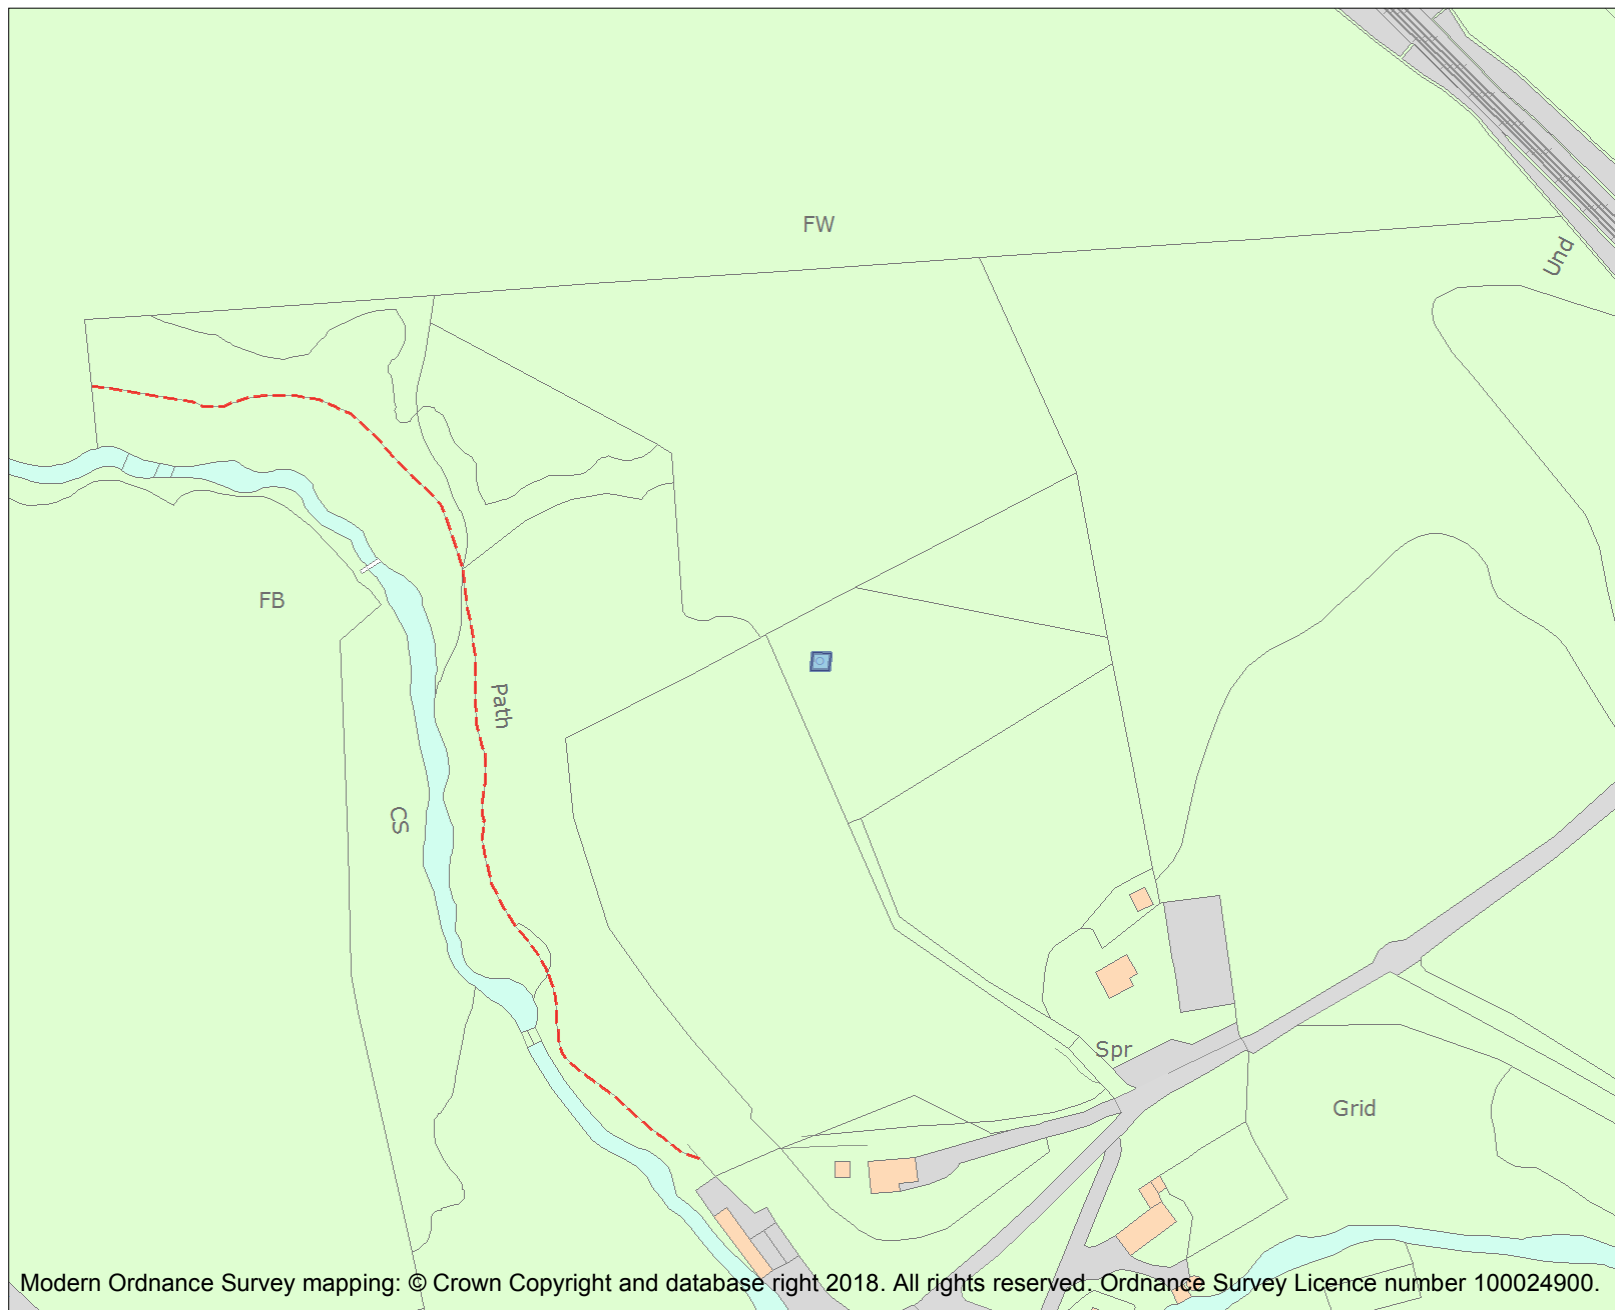 FW
Und
FB
Path
CS
Spr
Grid
Modern Ordnance Survey mapping: © Crown Copyright and database right 2018. All rights reserved. Ordnance Survey Licence number 100024900.